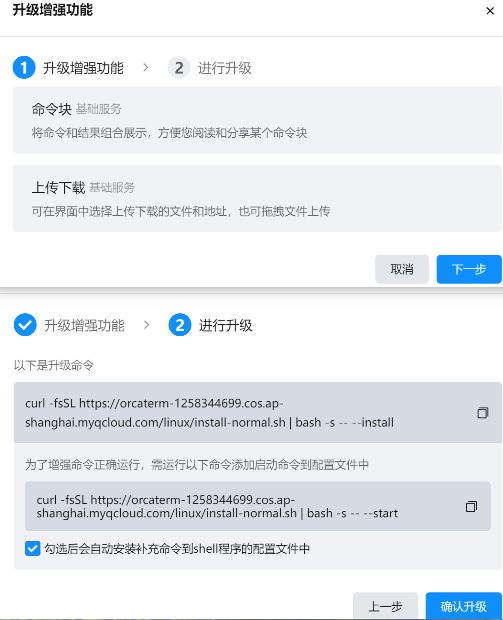 升级增强功能
1 升级增强功能 > 2 进行升级
命令块 基础服务
将命令和结果组合展示，方便您阅读和分享某个命令块
上传下载 基础服务
可在界面中选择上传下载的文件和地址，也可拖拽文件上传
取消 下一步
升级增强功能 > 2 进行升级
以下是升级命令
curl -fsSL https://orcaterm-1258344699.cos.ap-
shanghai.myqcloud.com/linux/install-normal.sh | bash -s -- --install
为了增强命令正确运行，需运行以下命令添加启动命令到配置文件中
curl -fsSL https://orcaterm-1258344699.cos.ap-
shanghai.myqcloud.com/linux/install-normal.sh | bash -s -- --start
勾选后会自动安装补充命令到shell程序的配置文件中
上一步 确认升级